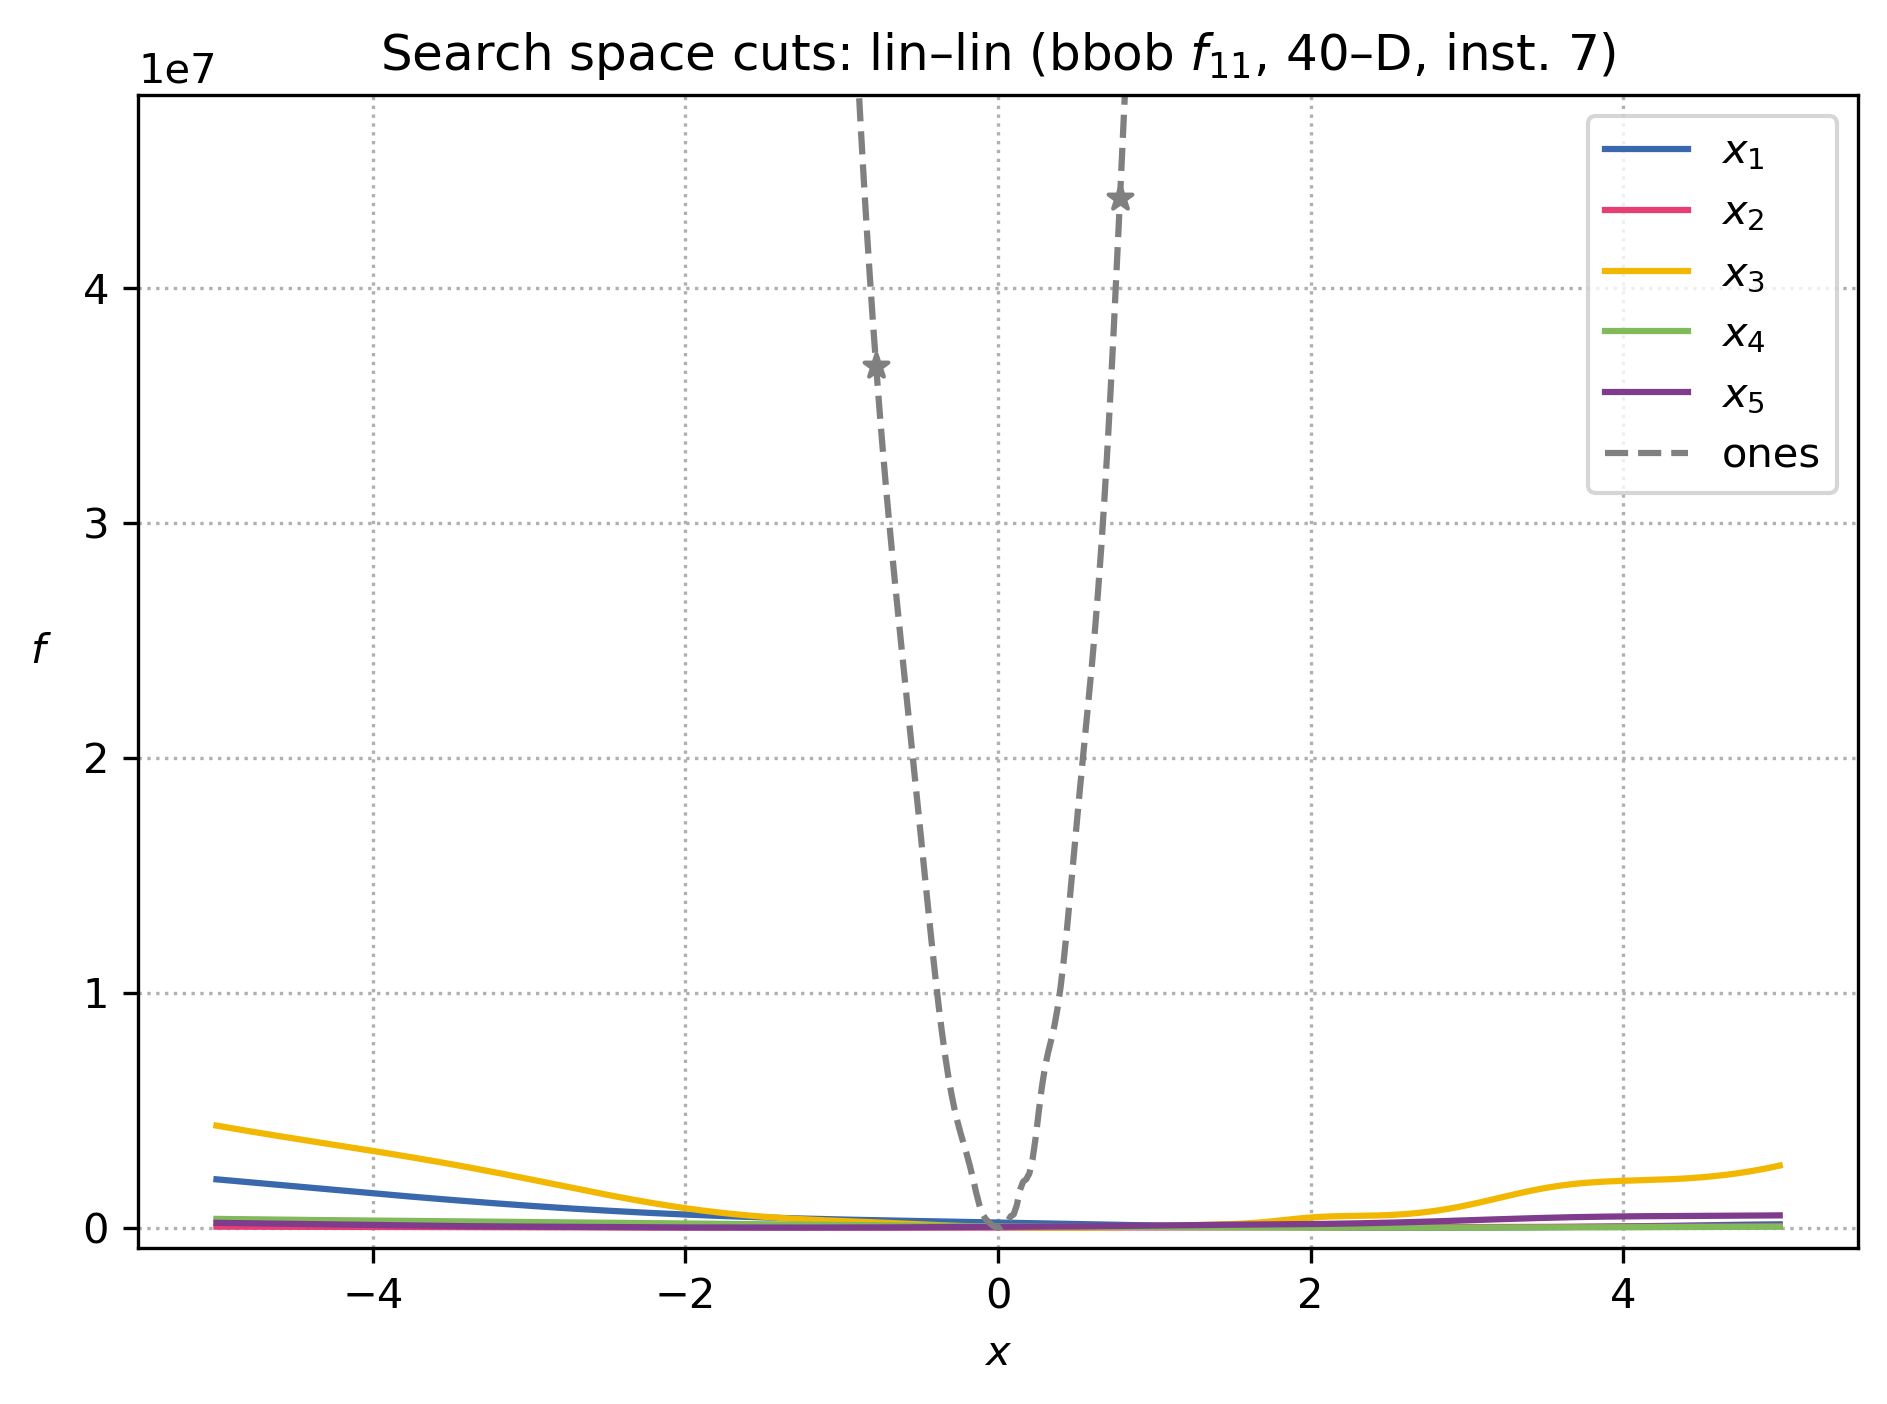 Search space cuts: lin–lin (bbob f₁₁, 40–D, inst. 7)
1e7
x₁
x₂
x₃
x₄
x₅
ones
4
3
2
1
0
f
−4 −2 0 2 4
x